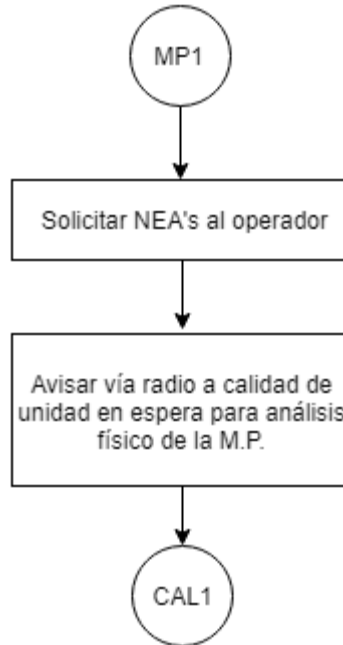 MP1
Solicitar NEA's al operador
Avisar vía radio a calidad de
unidad en espera para análisis
físico de la M.P.
CAL1